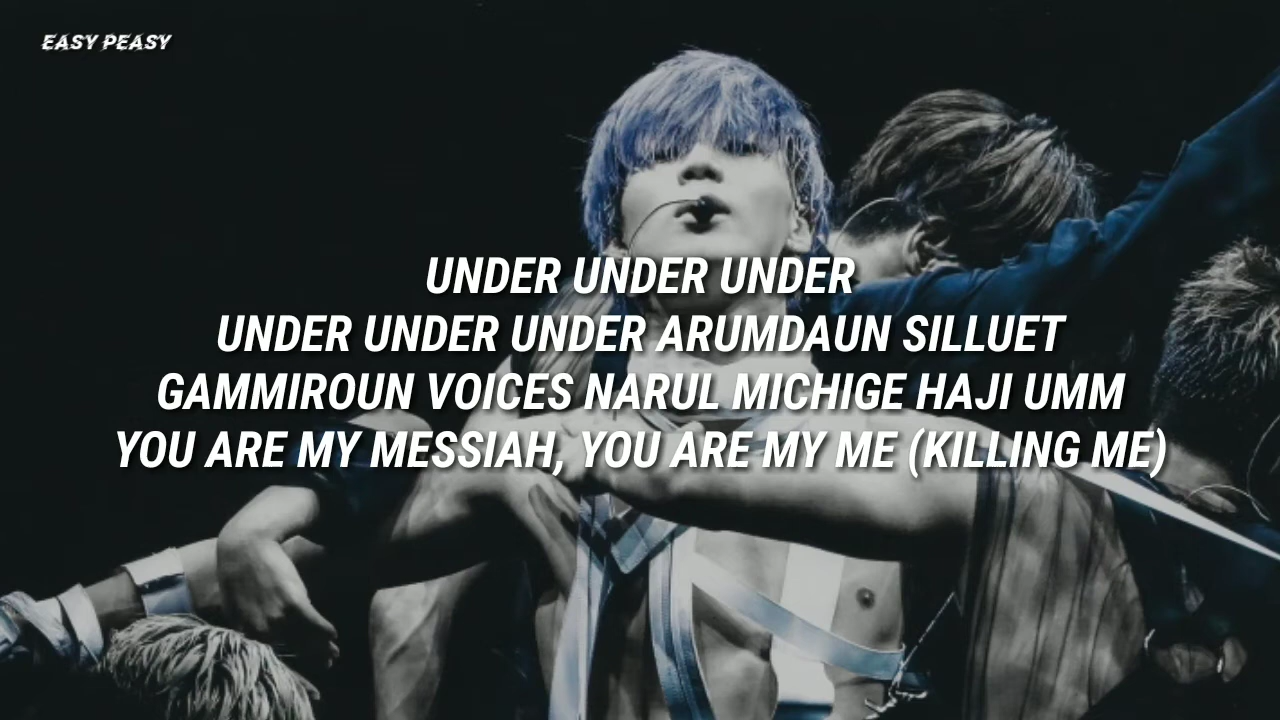 EASY PEASY
UNDER UNDER UNDER
UNDER UNDER UNDER ARUMDAUN SILLUET
GAMMIROUN VOICES NARUL MICHIGE HAJI UMM
YOU ARE MY MESSIAH, YOU ARE MY ME (KILLING ME)